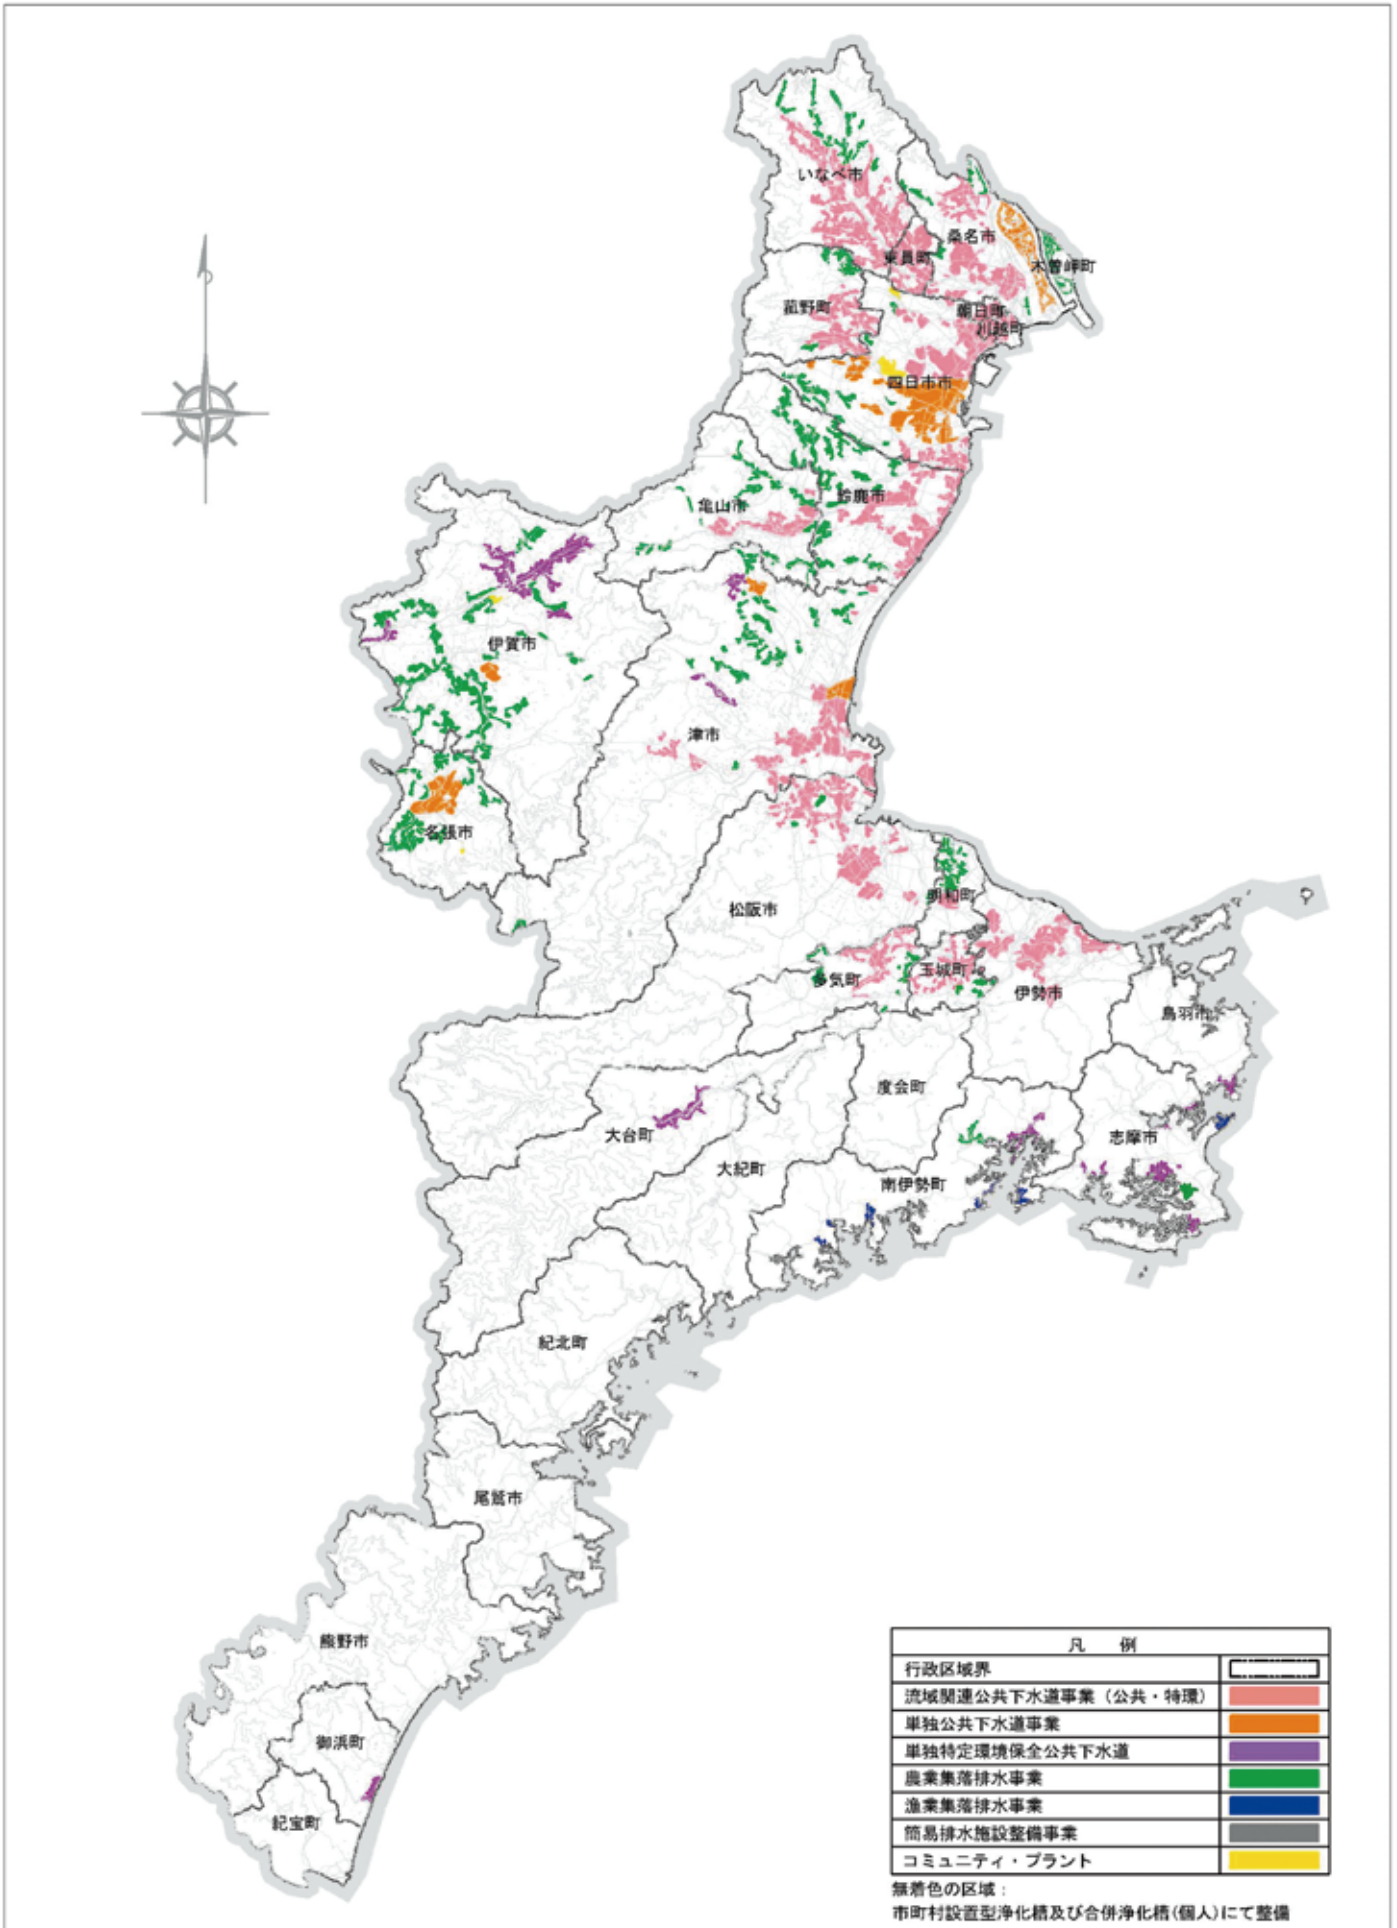 いなべ市
桑名市
東員町
木曽岬町
菰野町
朝日町
川越町
四日市市
鈴鹿市
亀山市
伊賀市
津市
名張市
松阪市
明和町
多気町
玉城町
伊勢市
鳥羽市
度会町
大台町
志摩市
大紀町
南伊勢町
紀北町
尾鷲市
熊野市
御浜町
紀宝町
凡 例
行政区域界
流域関連公共下水道事業（公共・特環）
単独公共下水道事業
単独特定環境保全公共下水道
農業集落排水事業
漁業集落排水事業
簡易排水施設整備事業
コミュニティ・プラント
無着色の区域：
市町村設置型浄化槽及び合併浄化槽(個人)にて整備